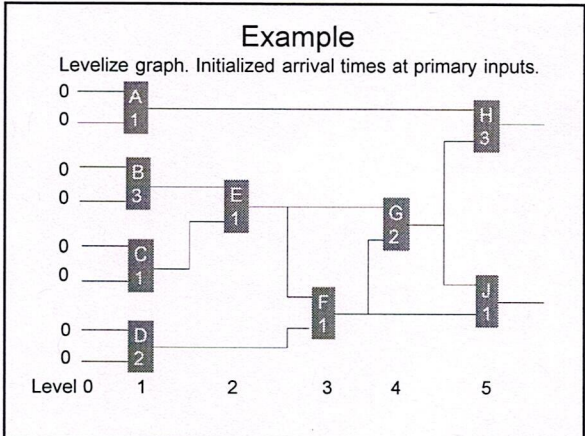 Example
Levelize graph. Initialized arrival times at primary inputs.
0
0
A
1
H
3
0
0
B
3
E
1
G
2
0
0
C
1
F
1
J
1
0
0
D
2
Level 0 1 2 3 4 5